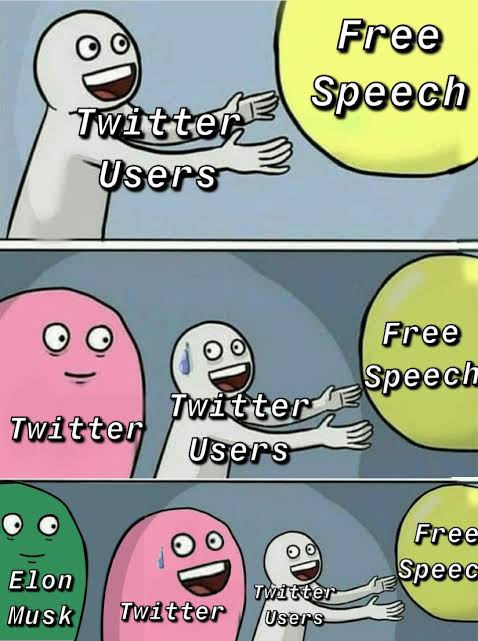 Free
Speech
Twitter
Users
Free
Speech
Twitter
Twitter
Users
Free
Speec
Elon
Musk
Twitter
Twitter
Users